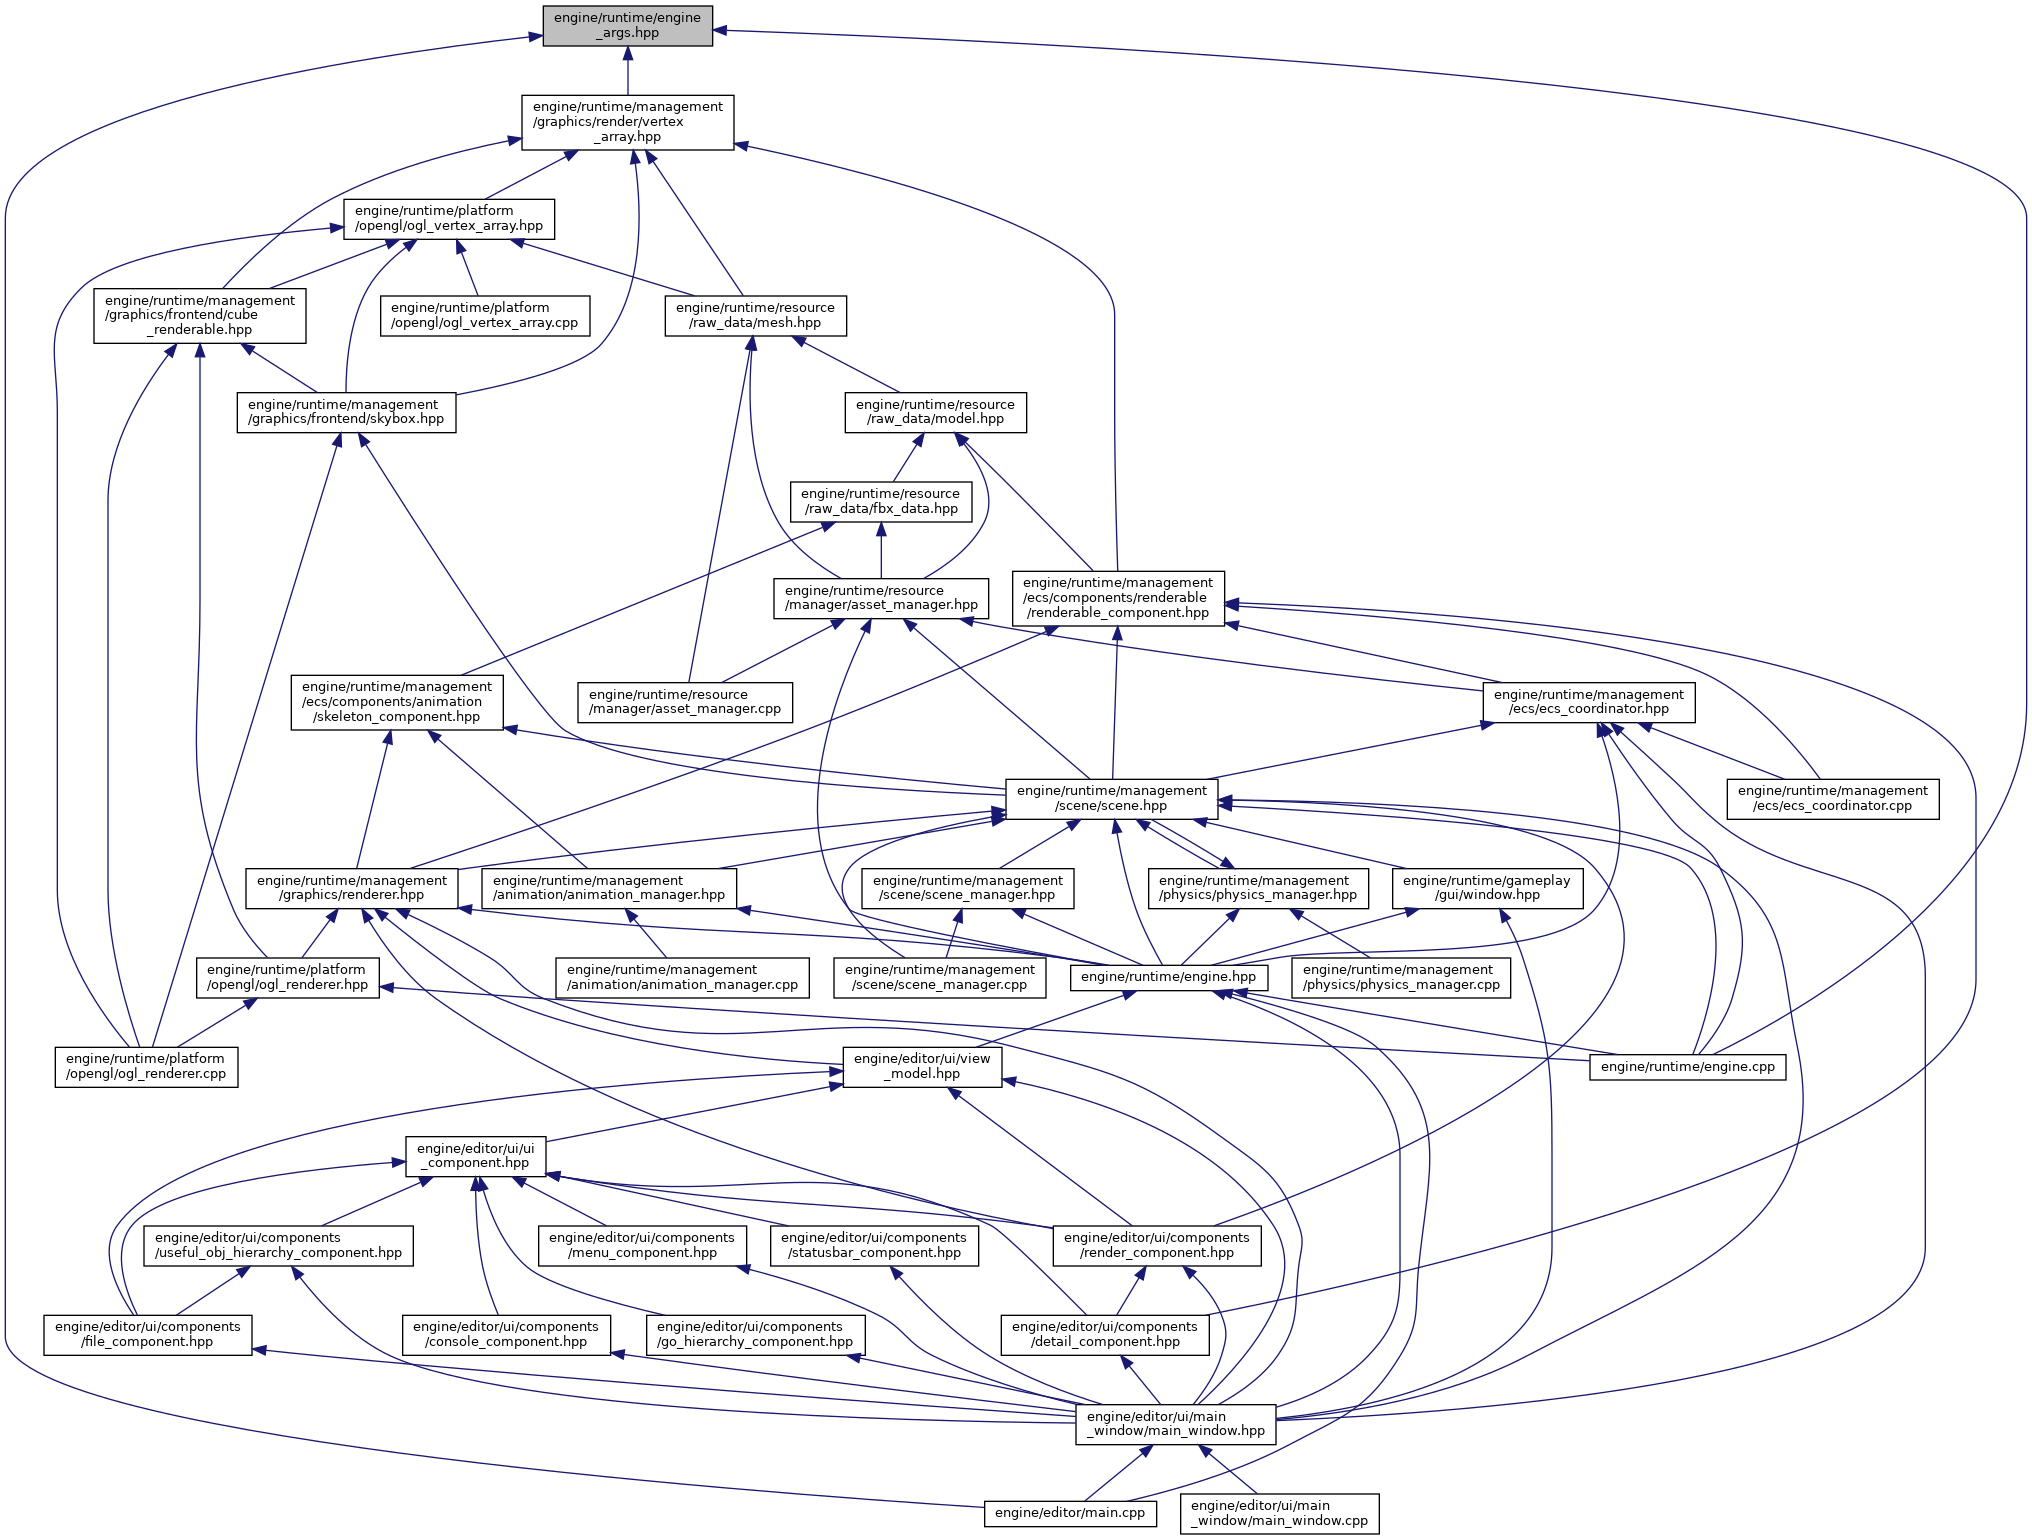 engine/runtime/engine
_args.hpp
engine/runtime/management
/graphics/render/vertex
_array.hpp
engine/runtime/platform
/opengl/ogl_vertex_array.hpp
engine/runtime/management
/graphics/frontend/cube
_renderable.hpp
engine/runtime/platform
/opengl/ogl_vertex_array.cpp
engine/runtime/resource
/raw_data/mesh.hpp
engine/runtime/management
/graphics/frontend/skybox.hpp
engine/runtime/resource
/raw_data/model.hpp
engine/runtime/resource
/raw_data/fbx_data.hpp
engine/runtime/resource
/manager/asset_manager.hpp
engine/runtime/management
/ecs/components/renderable
/renderable_component.hpp
engine/runtime/management
/ecs/components/animation
/skeleton_component.hpp
engine/runtime/resource
/manager/asset_manager.cpp
engine/runtime/management
/ecs/ecs_coordinator.hpp
engine/runtime/management
/scene/scene.hpp
engine/runtime/management
/ecs/ecs_coordinator.cpp
engine/runtime/management
/graphics/renderer.hpp
engine/runtime/management
/animation/animation_manager.hpp
engine/runtime/management
/scene/scene_manager.hpp
engine/runtime/management
/physics/physics_manager.hpp
engine/runtime/gameplay
/gui/window.hpp
engine/runtime/platform
/opengl/ogl_renderer.hpp
engine/runtime/management
/animation/animation_manager.cpp
engine/runtime/management
/scene/scene_manager.cpp
engine/runtime/engine.hpp
engine/runtime/management
/physics/physics_manager.cpp
engine/runtime/platform
/opengl/ogl_renderer.cpp
engine/editor/ui/view
_model.hpp
engine/runtime/engine.cpp
engine/editor/ui/ui
_component.hpp
engine/editor/ui/components
/useful_obj_hierarchy_component.hpp
engine/editor/ui/components
/menu_component.hpp
engine/editor/ui/components
/statusbar_component.hpp
engine/editor/ui/components
/render_component.hpp
engine/editor/ui/components
/file_component.hpp
engine/editor/ui/components
/console_component.hpp
engine/editor/ui/components
/go_hierarchy_component.hpp
engine/editor/ui/components
/detail_component.hpp
engine/editor/ui/main
_window/main_window.hpp
engine/editor/main.cpp
engine/editor/ui/main
_window/main_window.cpp